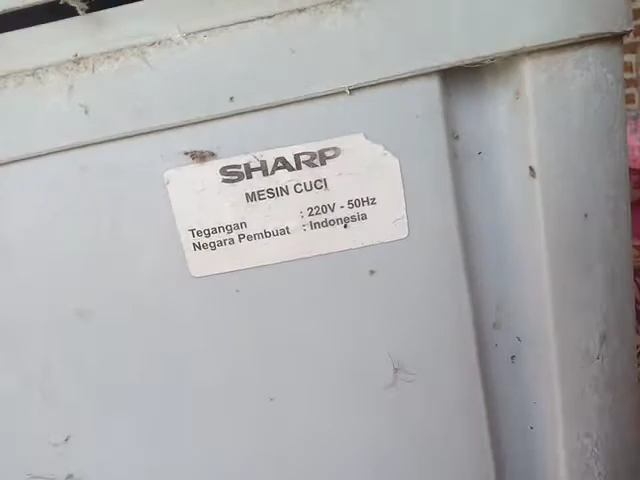 SHARP
MESIN CUCI
Tegangan : 220V - 50Hz
Negara Pembuat : Indonesia